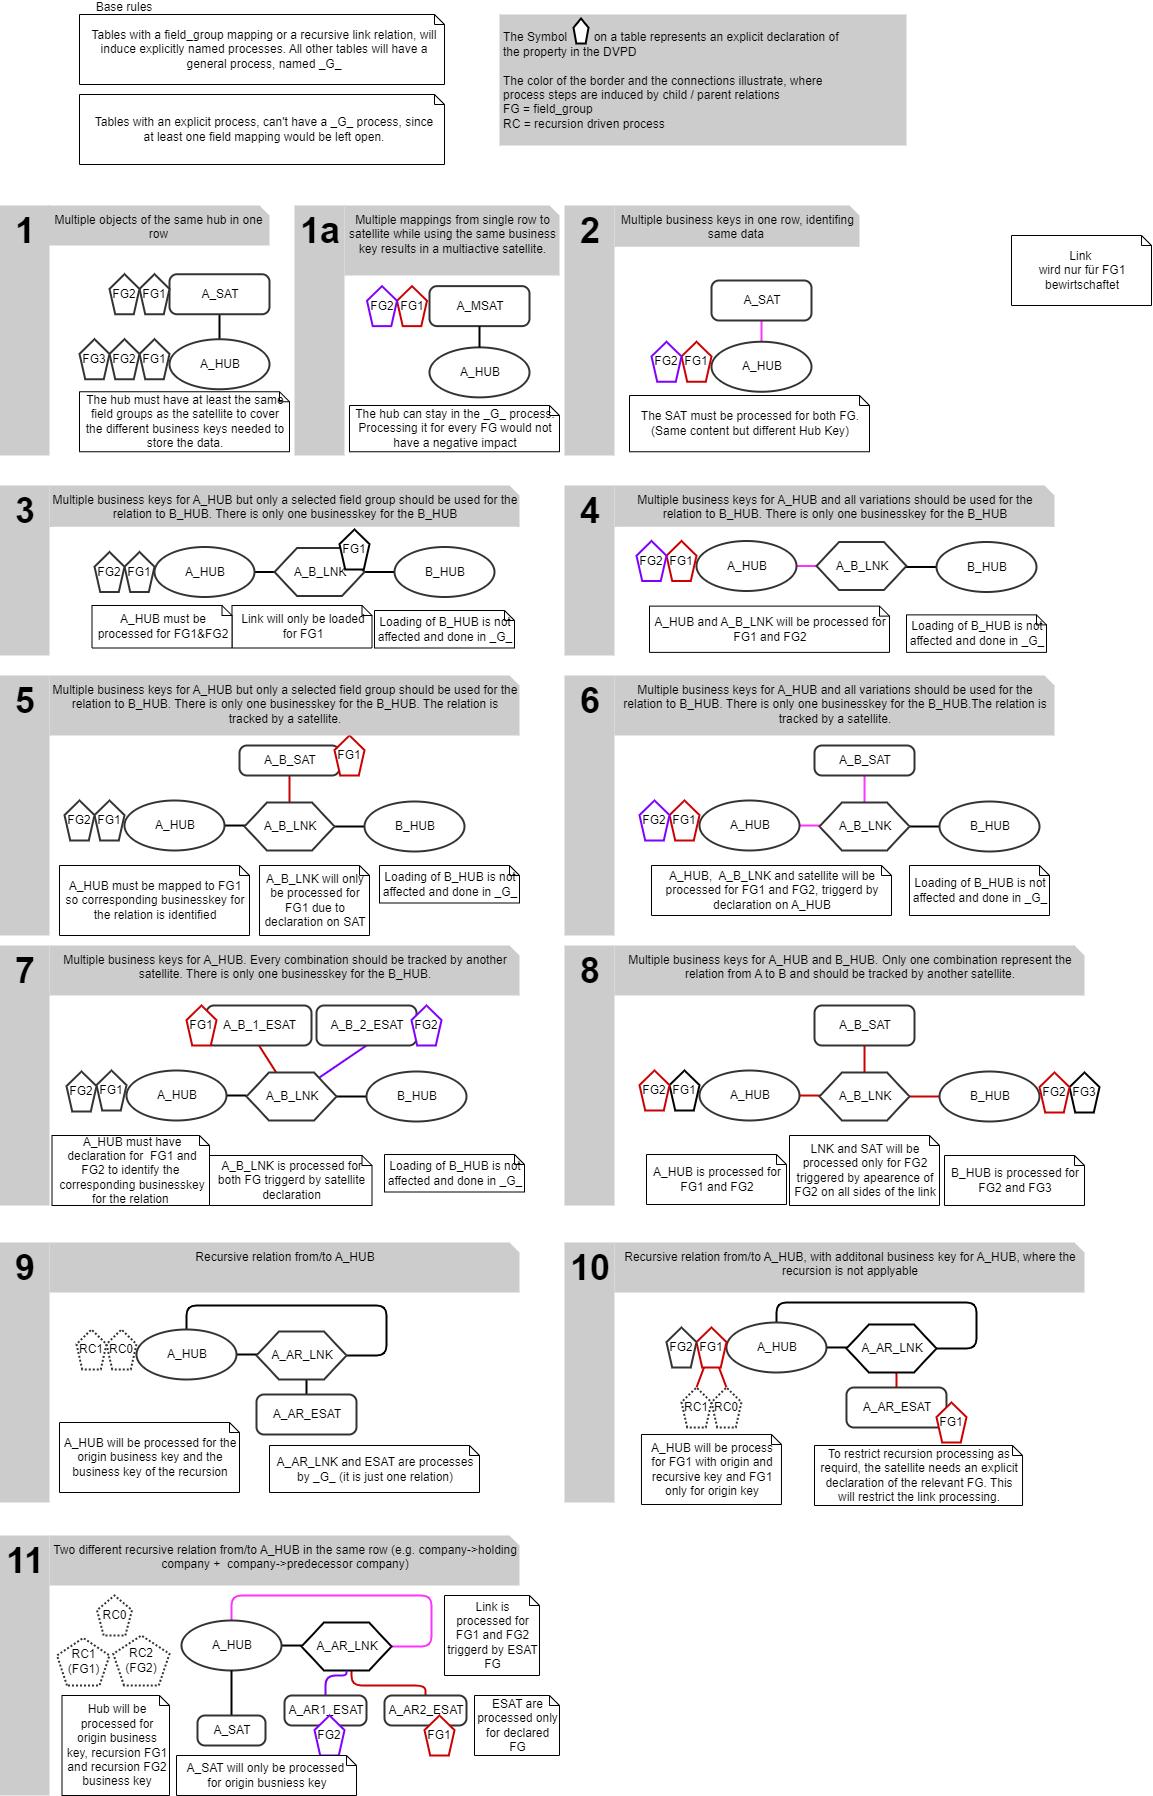 Base rules
Tables with a field_group mapping or a recursive link relation, will
induce explicitly named processes. All other tables will have a
general process, named _G_
Tables with an explicit process, can't have a _G_ process, since
at least one field mapping would be left open.
The Symbol on a table represents an explicit declaration of
the property in the DVPD
The color of the border and the connections illustrate, where
process steps are induced by child / parent relations
FG = field_group
RC = recursion driven process
1
Multiple objects of the same hub in one
row
FG2 FG1 A_SAT
FG3 FG2 FG1 A_HUB
The hub must have at least the same
field groups as the satellite to cover
the different business keys needed to
store the data.
1a
Multiple mappings from single row to
satellite while using the same business
key results in a multiactive satellite.
FG2 FG1 A_MSAT
A_HUB
The hub can stay in the _G_ process
Processing it for every FG would not
have a negative impact
2
Multiple business keys in one row, identifing
same data
A_SAT
FG2 FG1 A_HUB
The SAT must be processed for both FG.
(Same content but different Hub Key)
Link
wird nur für FG1
bewirtschaftet
3
Multiple business keys for A_HUB but only a selected field group should be used for the
relation to B_HUB. There is only one businesskey for the B_HUB
FG1
FG2 FG1 A_HUB A_B_LNK B_HUB
A_HUB must be
processed for FG1&FG2
Link will only be loaded
for FG1
Loading of B_HUB is not
affected and done in _G_
4
Multiple business keys for A_HUB and all variations should be used for the
relation to B_HUB. There is only one businesskey for the B_HUB
FG2 FG1 A_HUB A_B_LNK B_HUB
A_HUB and A_B_LNK will be processed for
FG1 and FG2
Loading of B_HUB is not
affected and done in _G_
5
Multiple business keys for A_HUB but only a selected field group should be used for the
relation to B_HUB. There is only one businesskey for the B_HUB. The relation is
tracked by a satellite.
A_B_SAT FG1
FG2 FG1 A_HUB A_B_LNK B_HUB
A_HUB must be mapped to FG1
so corresponding businesskey for
the relation is identified
A_B_LNK will only
be processed for
FG1 due to
declaration on SAT
Loading of B_HUB is not
affected and done in _G_
6
Multiple business keys for A_HUB and all variations should be used for the
relation to B_HUB. There is only one businesskey for the B_HUB.The relation is
tracked by a satellite.
A_B_SAT
FG2 FG1 A_HUB A_B_LNK B_HUB
A_HUB, A_B_LNK and satellite will be
processed for FG1 and FG2, triggerd by
declaration on A_HUB
Loading of B_HUB is not
affected and done in _G_
7
Multiple business keys for A_HUB. Every combination should be tracked by another
satellite. There is only one businesskey for the B_HUB.
FG1 A_B_1_ESAT A_B_2_ESAT FG2
FG2 FG1 A_HUB A_B_LNK B_HUB
A_HUB must have
declaration for FG1 and
FG2 to identify the
corresponding businesskey
for the relation
A_B_LNK is processed for
both FG triggerd by satellite
declaration
Loading of B_HUB is not
affected and done in _G_
8
Multiple business keys for A_HUB and B_HUB. Only one combination represent the
relation from A to B and should be tracked by another satellite.
A_B_SAT
FG2 FG1 A_HUB A_B_LNK B_HUB FG2 FG3
A_HUB is processed for
FG1 and FG2
LNK and SAT will be
processed only for FG2
triggered by apearence of
FG2 on all sides of the link
B_HUB is processed for
FG2 and FG3
9
Recursive relation from/to A_HUB
RC1 RC0 A_HUB A_AR_LNK
A_AR_ESAT
A_HUB will be processed for the
origin business key and the
business key of the recursion
A_AR_LNK and ESAT are processes
by _G_ (it is just one relation)
10
Recursive relation from/to A_HUB, with additonal business key for A_HUB, where the
recursion is not applyable
FG2 FG1 A_HUB A_AR_LNK
RC1 RC0 A_AR_ESAT
FG1
A_HUB will be process
for FG1 with origin and
recursive key and FG1
only for origin key
To restrict recursion processing as
requird, the satellite needs an explicit
declaration of the relevant FG. This
will restrict the link processing.
11
Two different recursive relation from/to A_HUB in the same row (e.g. company->holding
company + company->predecessor company)
RC0
RC1
(FG1)
RC2
(FG2)
A_HUB A_AR_LNK
Link is
processed for
FG1 and FG2
triggerd by ESAT
FG
A_SAT
A_AR1_ESAT
FG2
A_AR2_ESAT
FG1
ESAT are
processed only
for declared
FG
Hub will be
processed for
origin business
key, recursion FG1
and recursion FG2
business key
A_SAT will only be processed
for origin busniess key